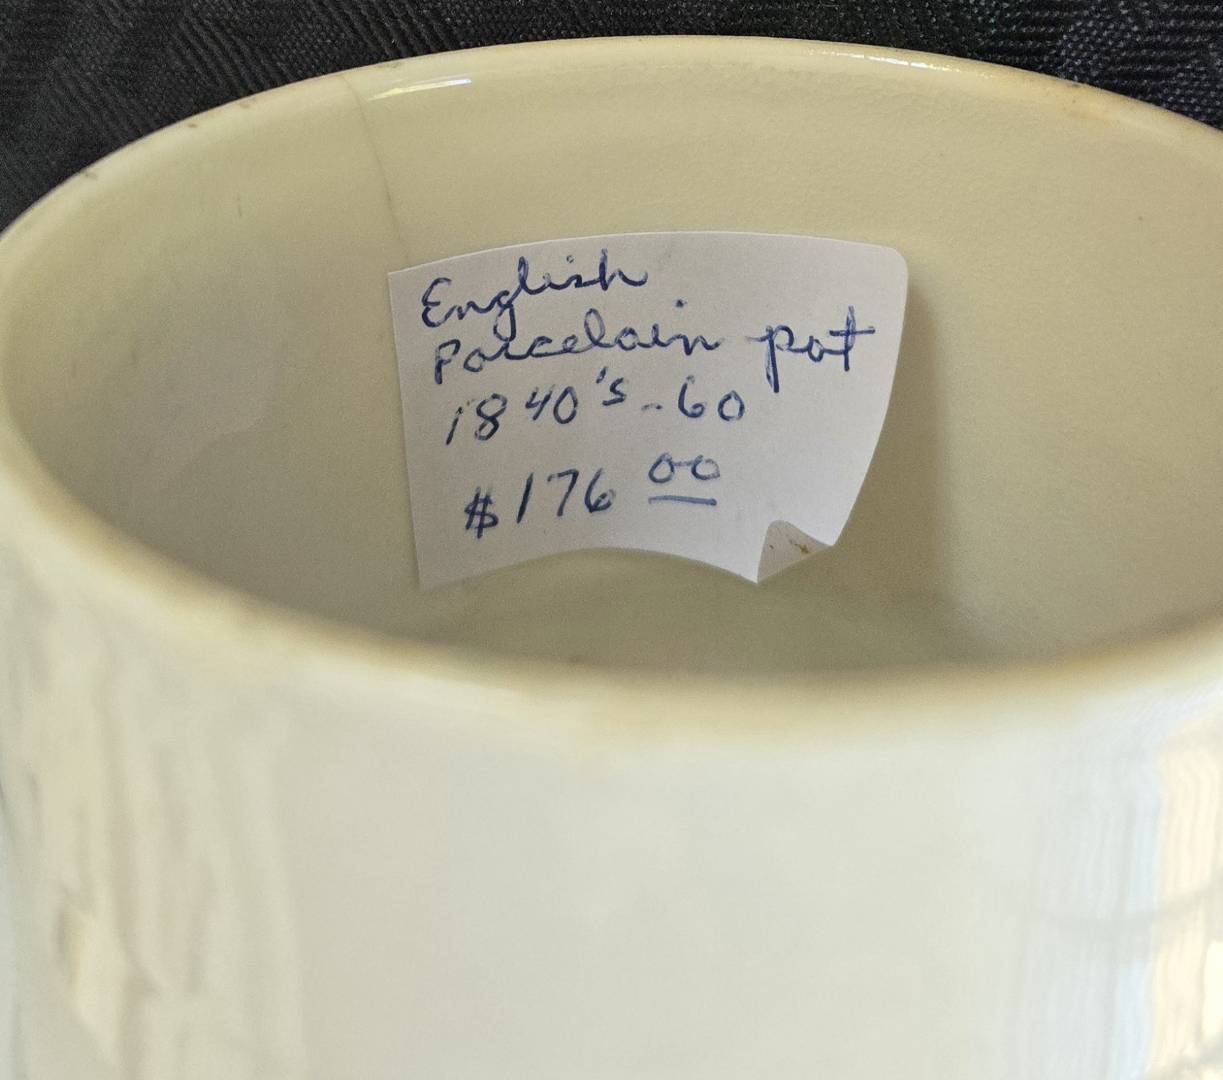 English
Porcelain pot
1840's-60
$176 00